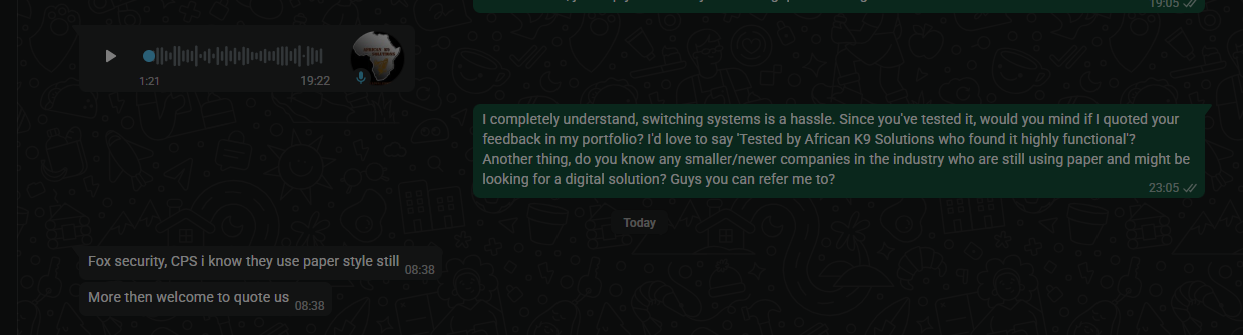 19:05
1:21
19:22
I completely understand, switching systems is a hassle. Since you've tested it, would you mind if I quoted your
feedback in my portfolio? I'd love to say 'Tested by African K9 Solutions who found it highly functional'?
Another thing, do you know any smaller/newer companies in the industry who are still using paper and might be
looking for a digital solution? Guys you can refer me to?
23:05
Today
Fox security, CPS i know they use paper style still
08:38
More then welcome to quote us
08:38